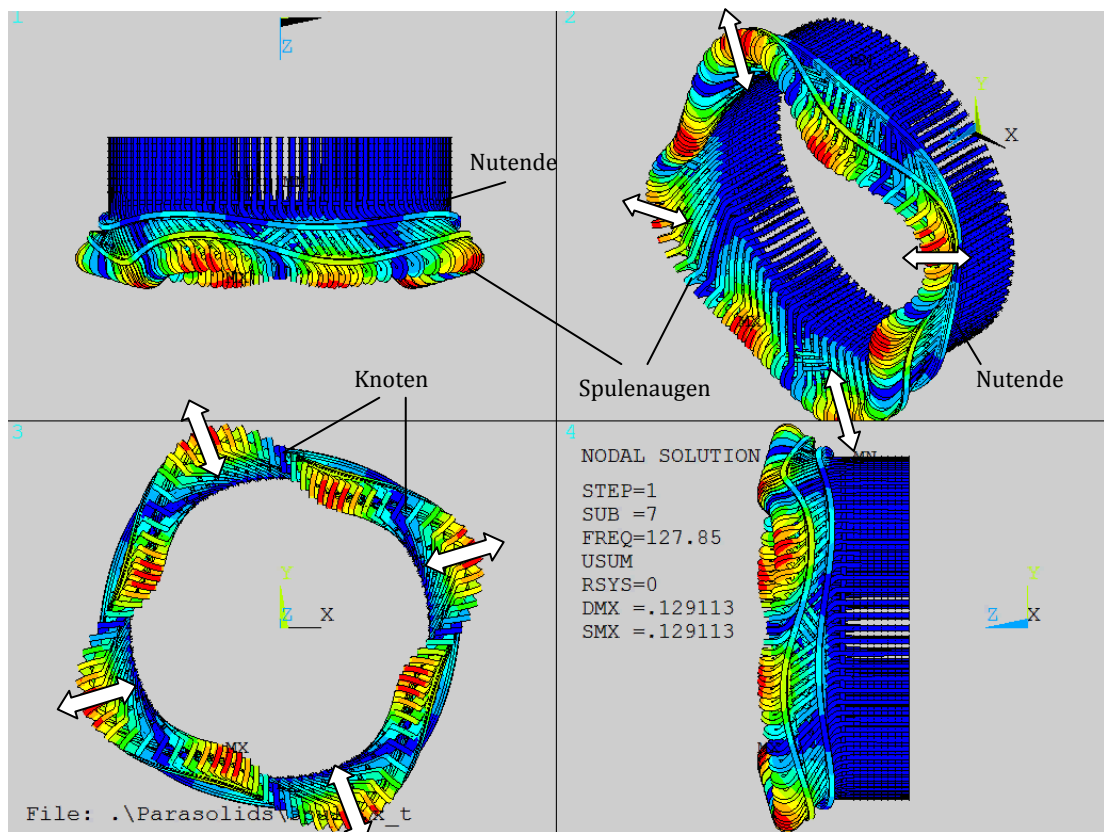 1
Z
Nutende
2
Y
X
Spulenaugen
Nutende
3
Knoten
Y
Z
X
MX
File: .\Parasolids\
4
NODAL SOLUTION
STEP=1
SUB =7
FREQ=127.85
USUM
RSYS=0
DMX =.129113
SMX =.129113
MN
Y
Z
X
MX